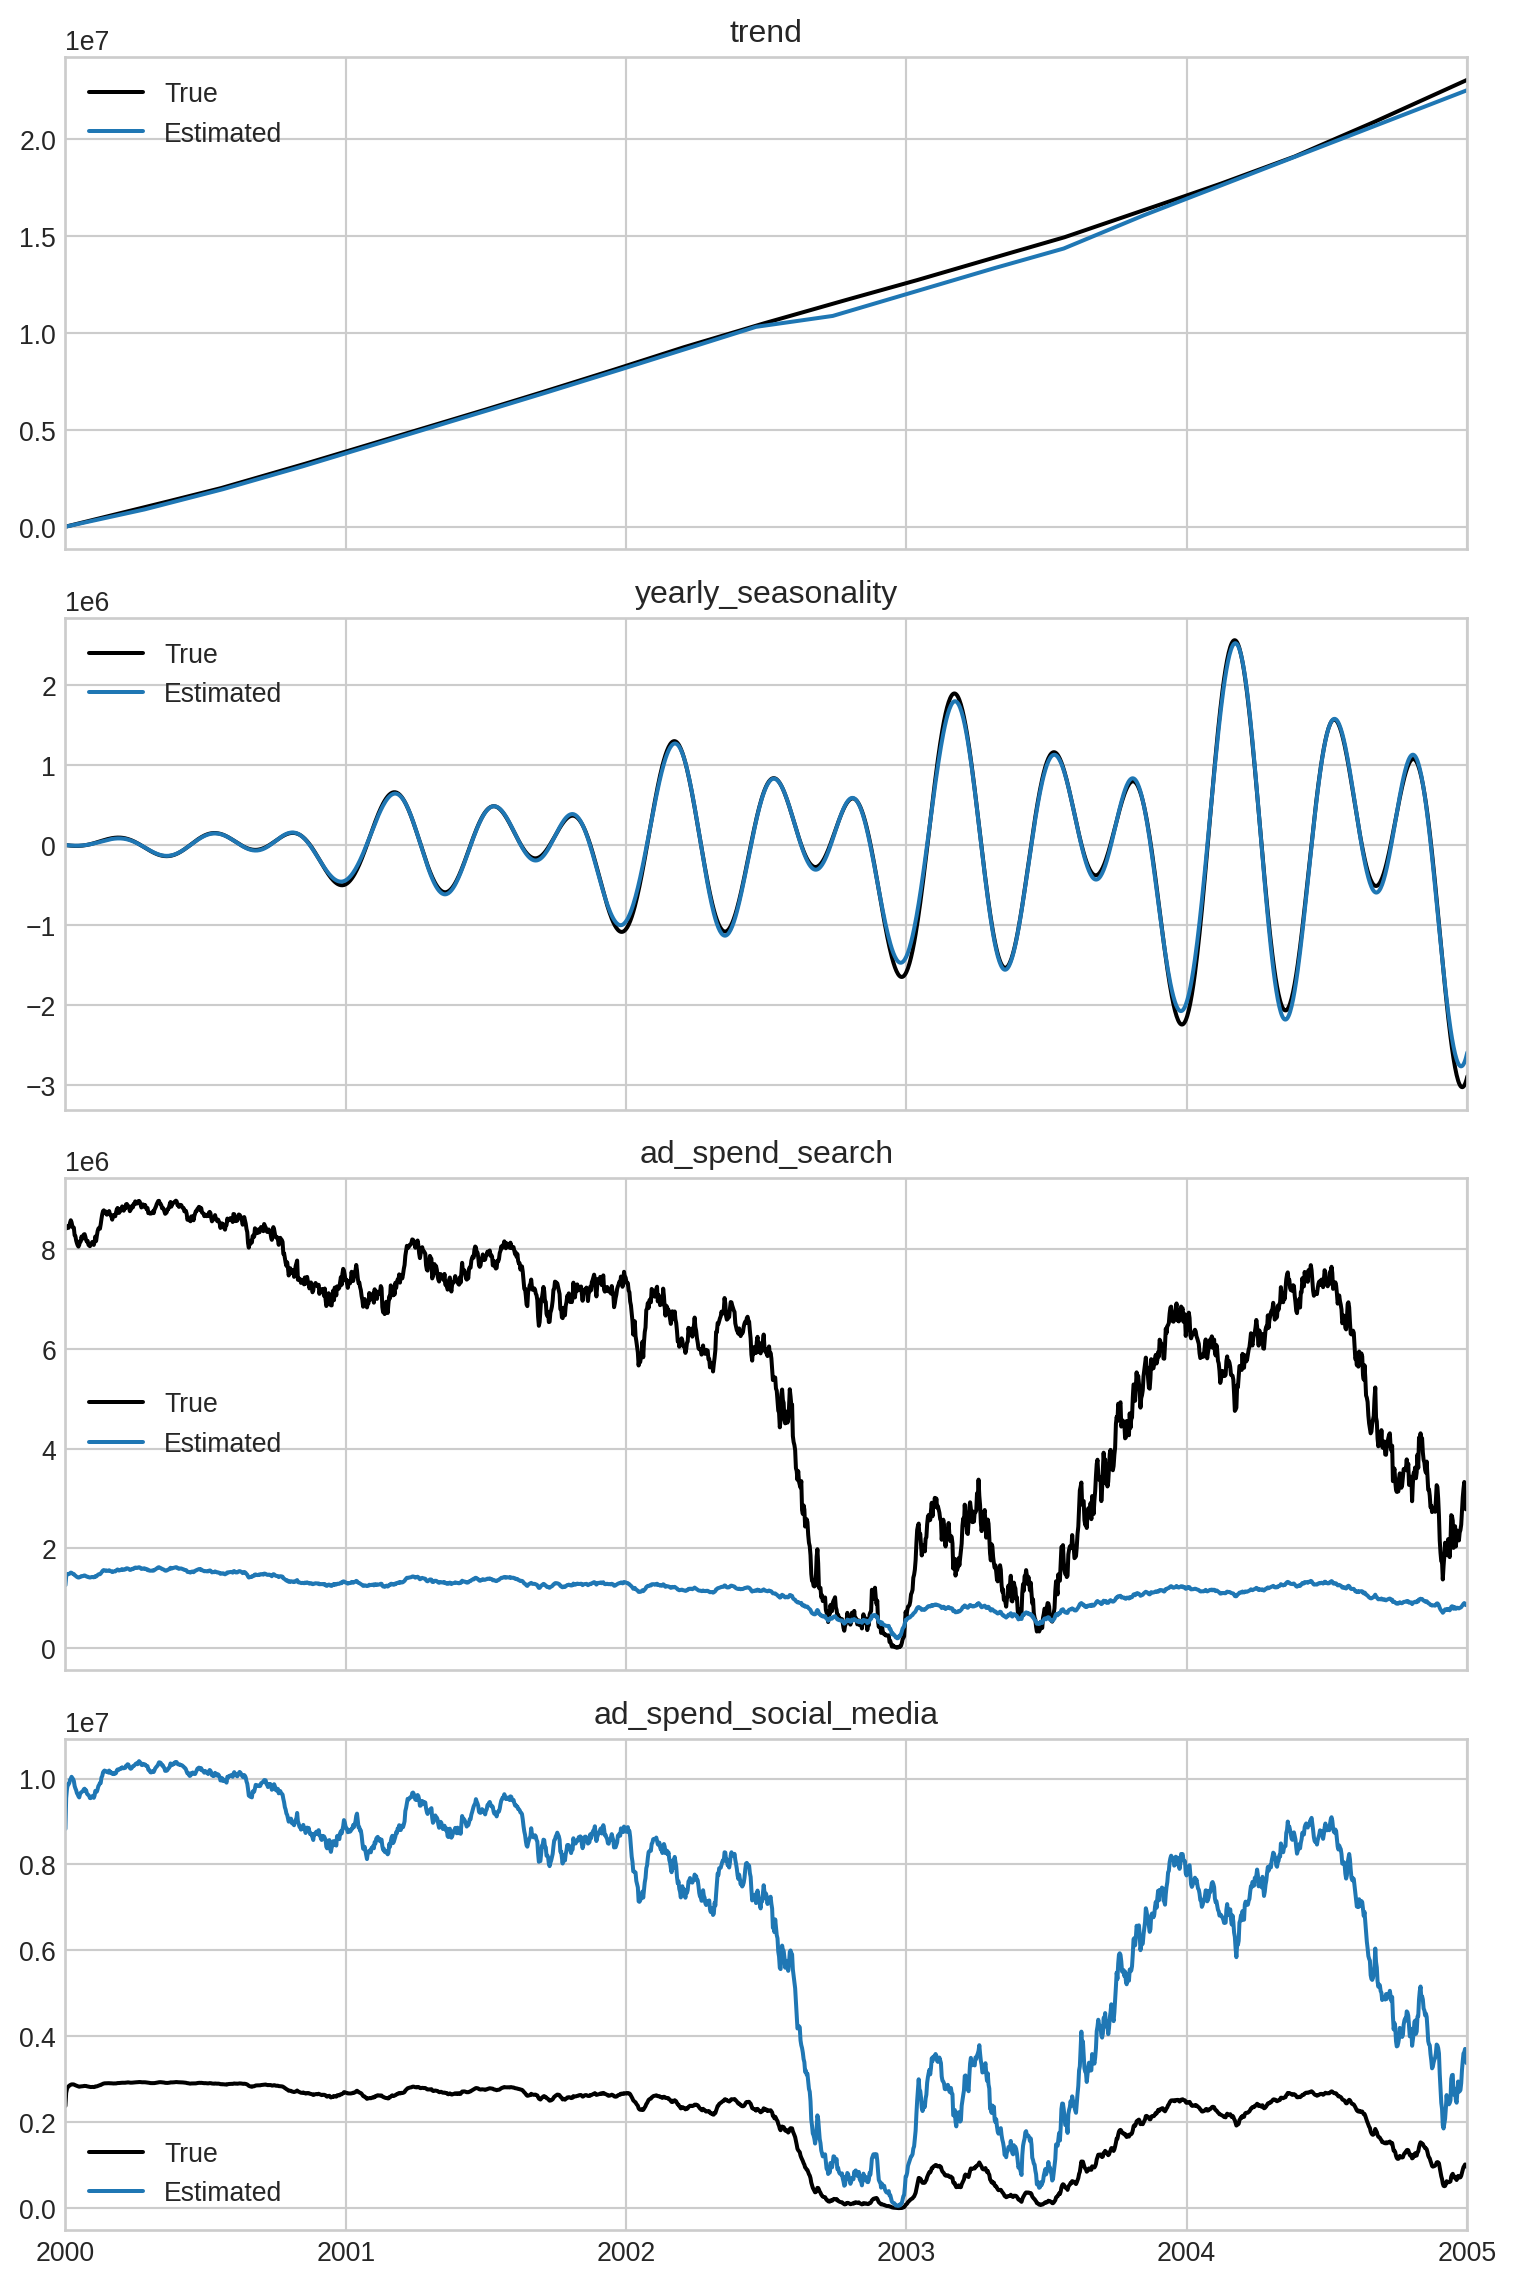 trend
1e7
True
Estimated
2.0
1.5
1.0
0.5
0.0
yearly_seasonality
1e6
True
Estimated
2
1
0
−1
−2
−3
ad_spend_search
1e6
8
6
True
Estimated
4
2
0
ad_spend_social_media
1e7
1.0
0.8
0.6
0.4
0.2
True
Estimated
0.0
2000 2001 2002 2003 2004 2005